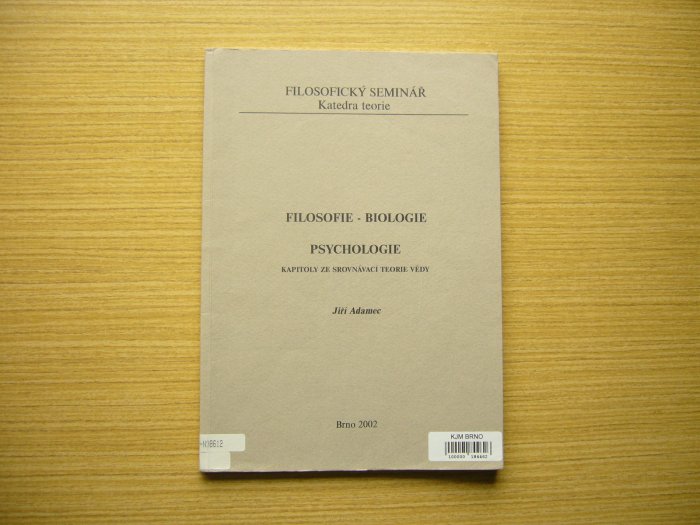 FILOSOFICKÝ SEMINÁŘ
Katedra teorie
FILOSOFIE - BIOLOGIE
PSYCHOLOGIE
KAPITOLY ZE SROVNÁVACÍ TEORIE VĚDY
Jiří Adamec
Brno 2002
KJM BRNO